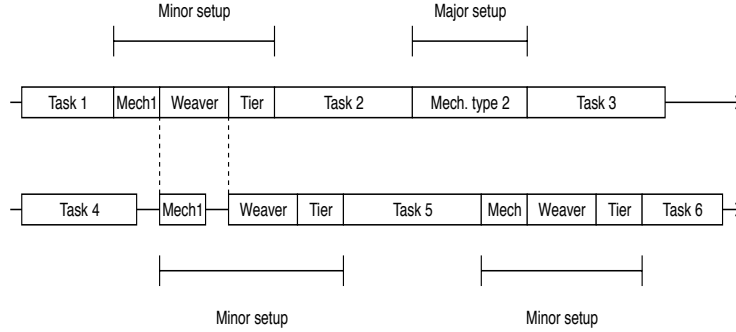 Minor setup Major setup
Task 1 Mech1 Weaver Tier Task 2 Mech. type 2 Task 3
Task 4 Mech1 Weaver Tier Task 5 Mech Weaver Tier Task 6
Minor setup Minor setup